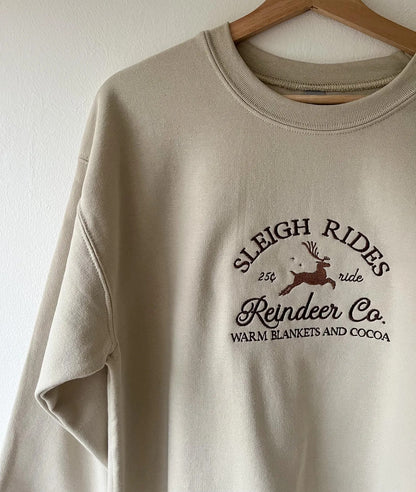 SLEIGH RIDES
25¢ ride
Reindeer Co.
WARM BLANKETS AND COCOA